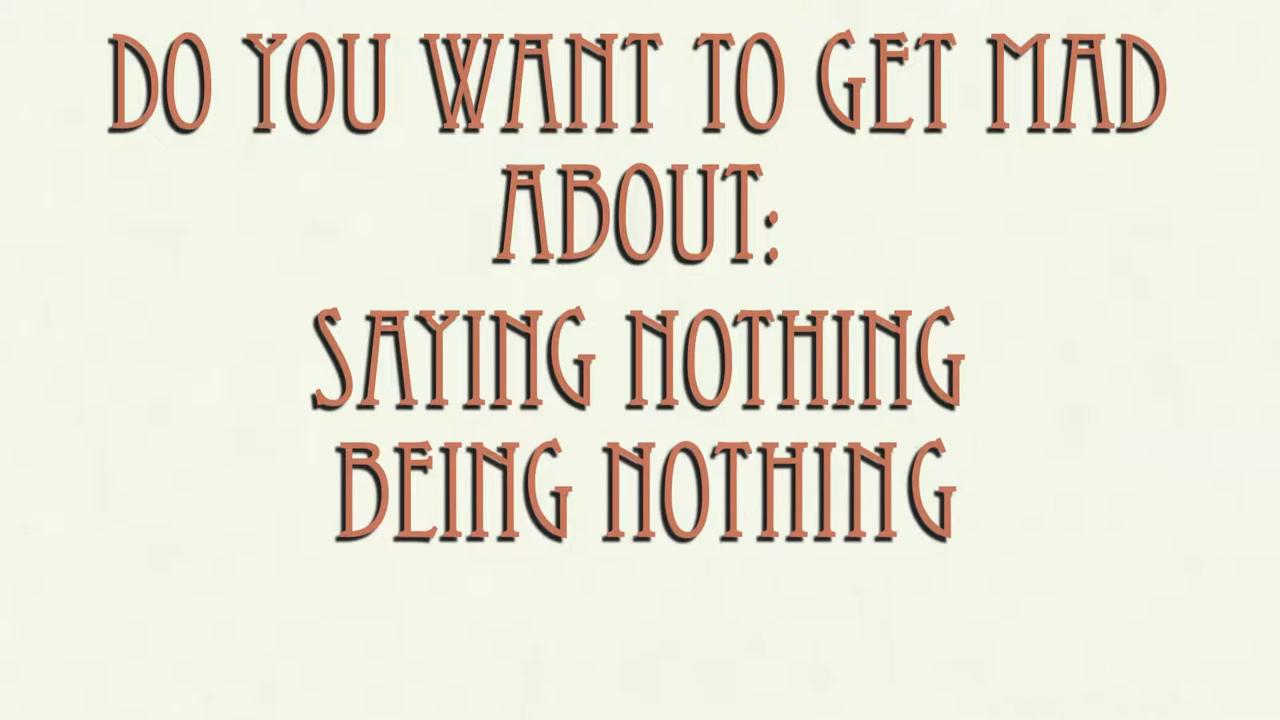 DO YOU WANT TO GET MAD
ABOUT:
SAYING NOTHING
BEING NOTHING